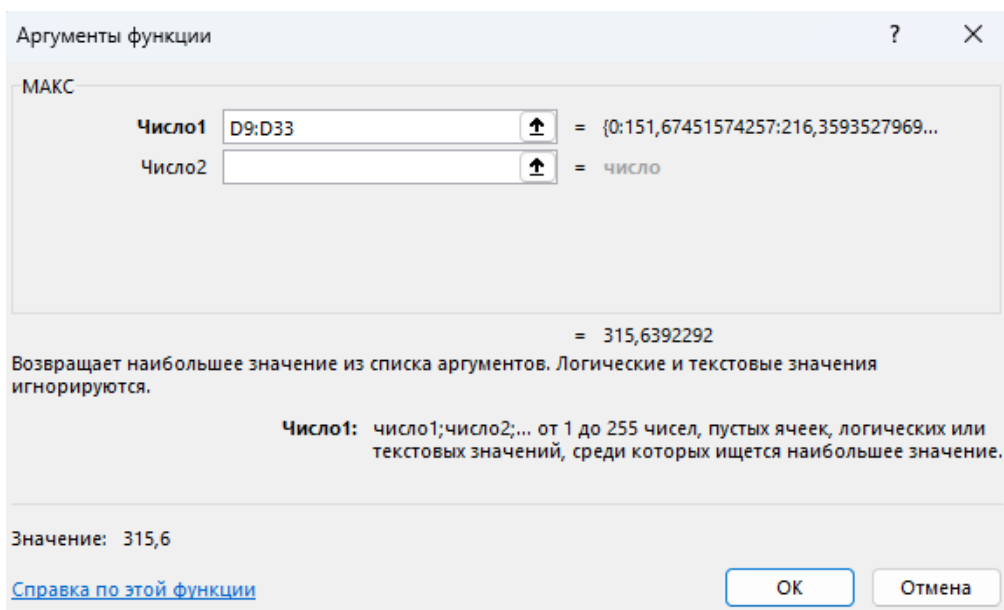 Аргументы функции ? ×
МАКС
Число1 D9:D33 = {0:151,67451574257:216,3593527969...
Число2 = число
= 315,6392292
Возвращает наибольшее значение из списка аргументов. Логические и текстовые значения
игнорируются.
Число1: число1;число2;... от 1 до 255 чисел, пустых ячеек, логических или
текстовых значений, среди которых ищется наибольшее значение.
Значение: 315,6
Справка по этой функции ОК Отмена